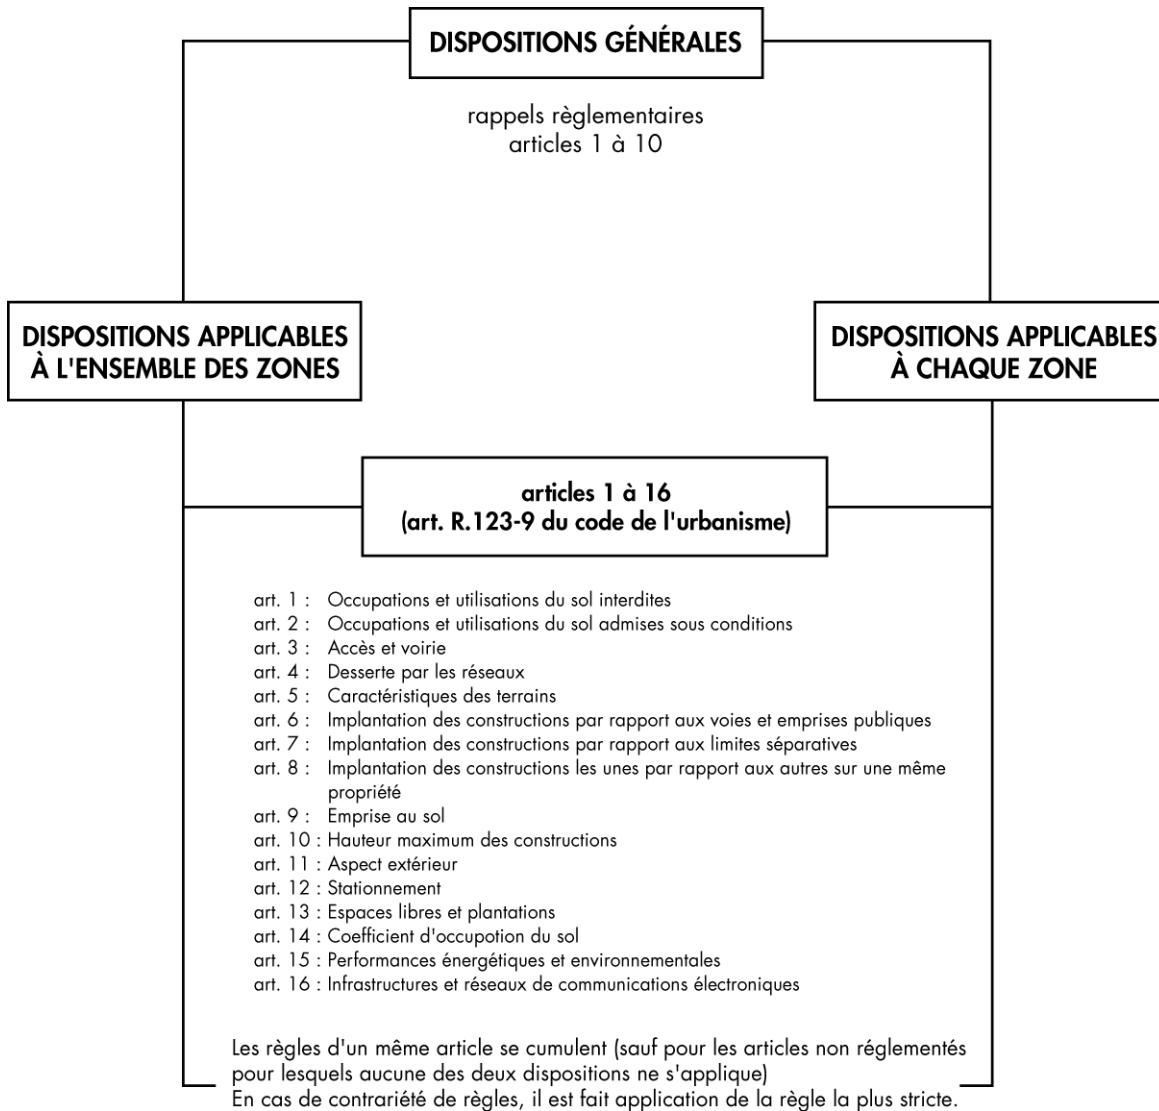 DISPOSITIONS GÉNÉRALES
rappels règlementaires
articles 1 à 10
DISPOSITIONS APPLICABLES
À L'ENSEMBLE DES ZONES
DISPOSITIONS APPLICABLES
À CHAQUE ZONE
articles 1 à 16
(art. R.123-9 du code de l'urbanisme)
art. 1 : Occupations et utilisations du sol interdites
art. 2 : Occupations et utilisations du sol admises sous conditions
art. 3 : Accès et voirie
art. 4 : Desserte par les réseaux
art. 5 : Caractéristiques des terrains
art. 6 : Implantation des constructions par rapport aux voies et emprises publiques
art. 7 : Implantation des constructions par rapport aux limites séparatives
art. 8 : Implantation des constructions les unes par rapport aux autres sur une même
propriété
art. 9 : Emprise au sol
art. 10 : Hauteur maximum des constructions
art. 11 : Aspect extérieur
art. 12 : Stationnement
art. 13 : Espaces libres et plantations
art. 14 : Coefficient d'occupotion du sol
art. 15 : Performances énergétiques et environnementales
art. 16 : Infrastructures et réseaux de communications électroniques
Les règles d'un même article se cumulent (sauf pour les articles non réglementés
pour lesquels aucune des deux dispositions ne s'applique)
En cas de contrariété de règles, il est fait application de la règle la plus stricte.